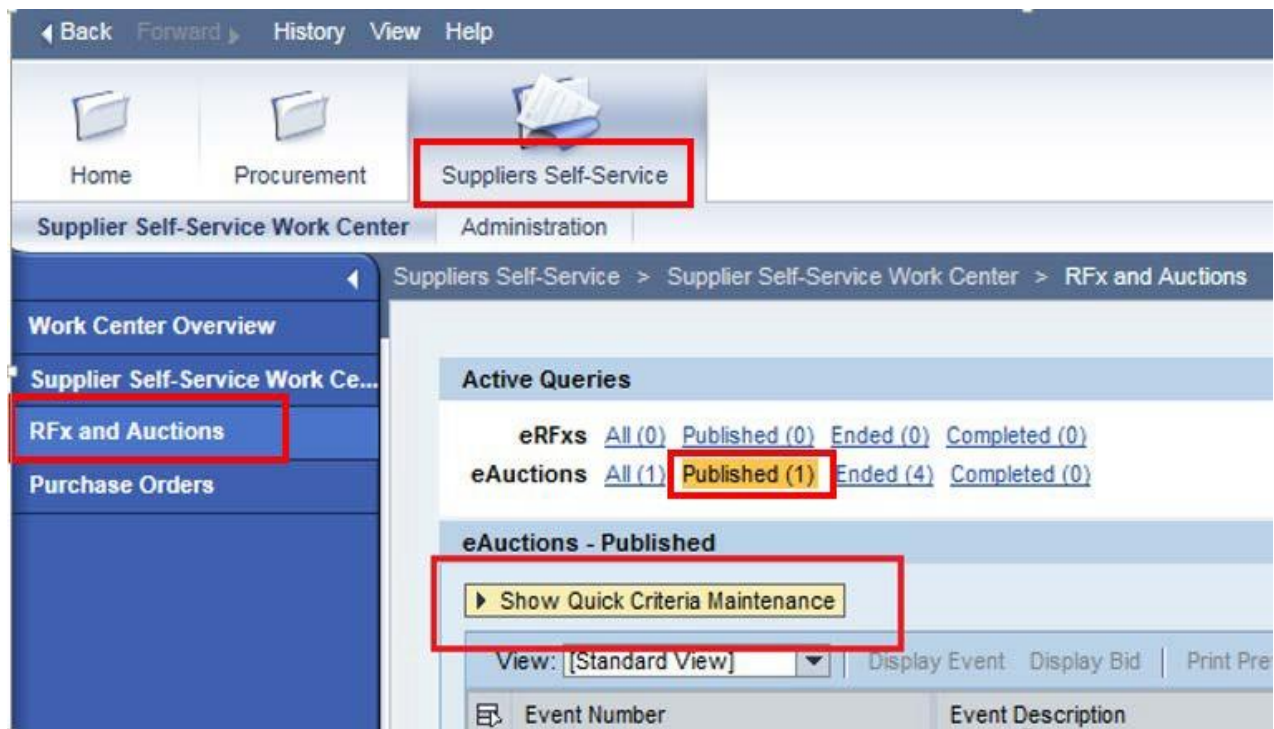 Back Forward History View Help
Home Procurement Suppliers Self-Service
Supplier Self-Service Work Center Administration
Suppliers Self-Service > Supplier Self-Service Work Center > RFx and Auctions
Work Center Overview
Supplier Self-Service Work Ce...
RFx and Auctions
Purchase Orders
Active Queries
eRFxs All (0) Published (0) Ended (0) Completed (0)
eAuctions All (1) Published (1) Ended (4) Completed (0)
eAuctions - Published
Show Quick Criteria Maintenance
View: [Standard View] Display Event Display Bid Print Pre
Event Number Event Description